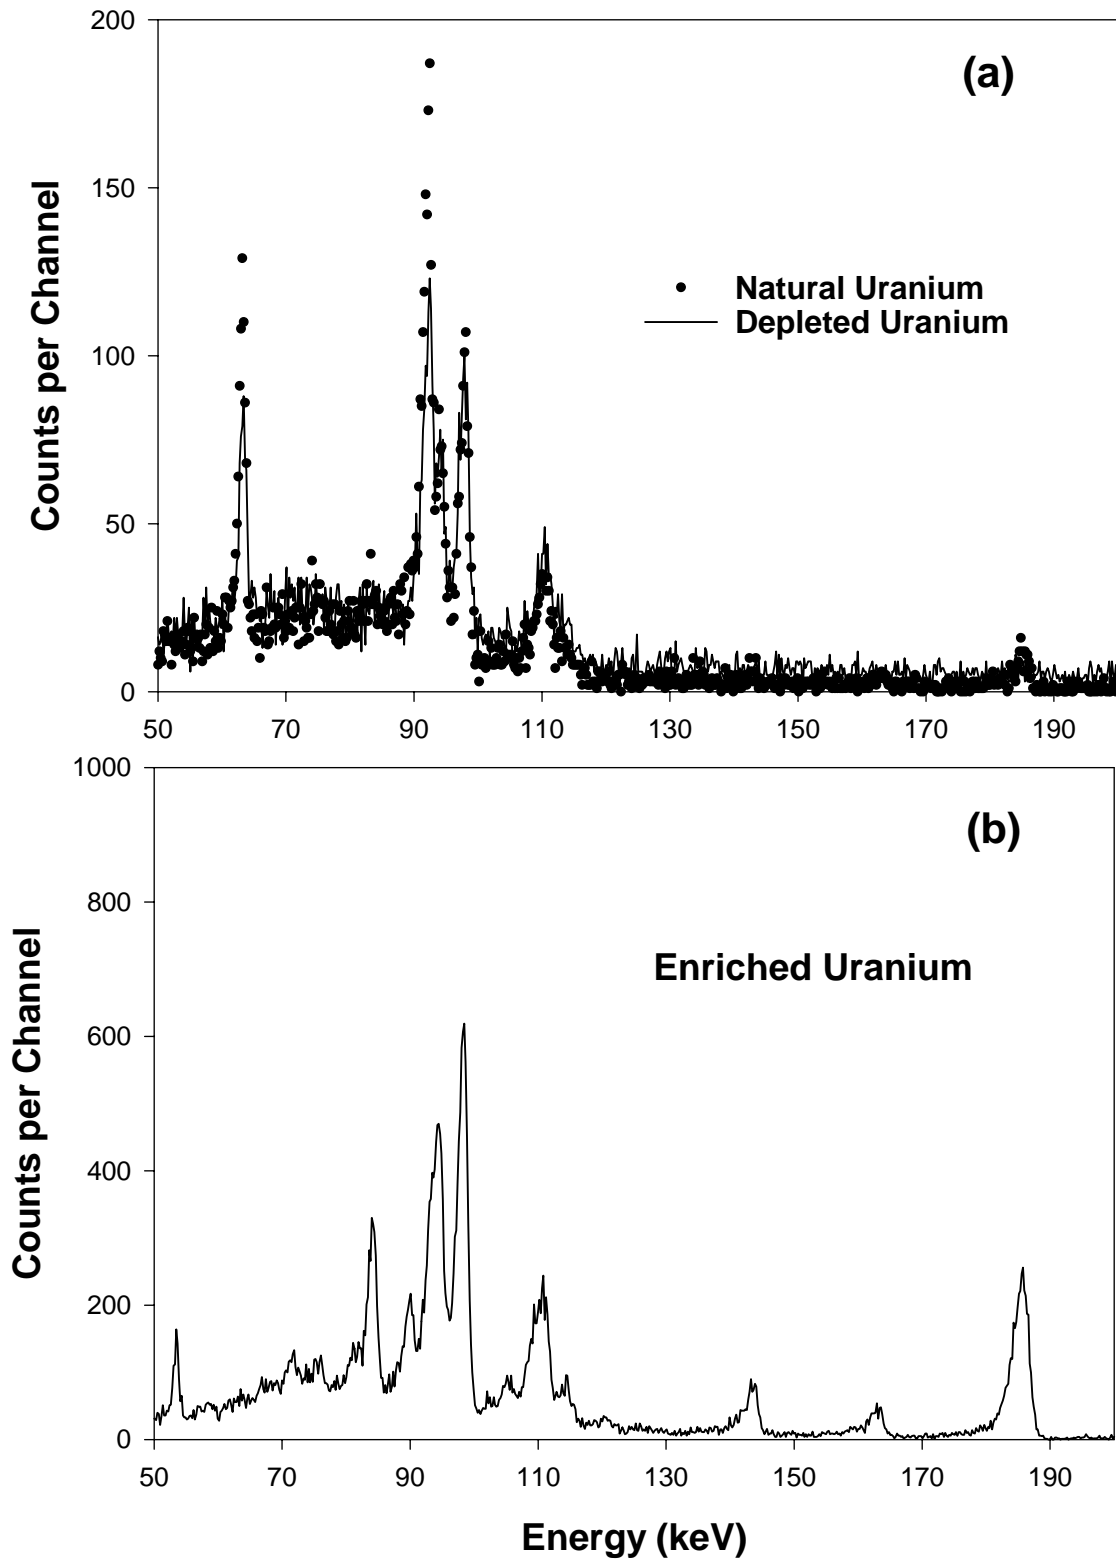 200
(a)
150
Counts per Channel
Natural Uranium
Depleted Uranium
100
50
0
50 70 90 110 130 150 170 190
1000
(b)
800
Enriched Uranium
600
Counts per Channel
400
200
0
50 70 90 110 130 150 170 190
Energy (keV)